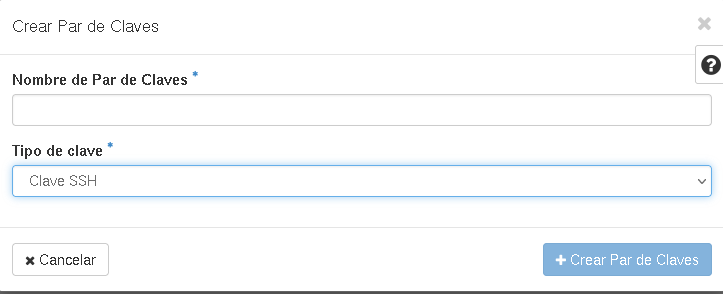 Crear Par de Claves
Nombre de Par de Claves *
Tipo de clave *
Clave SSH
Cancelar
+ Crear Par de Claves